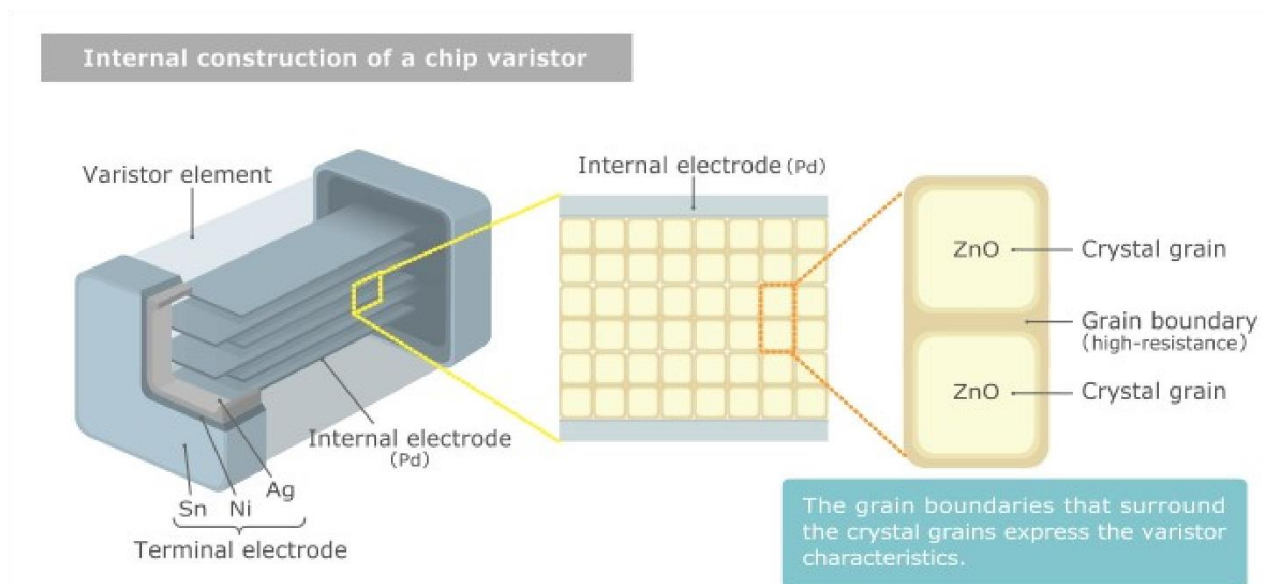 Internal construction of a chip varistor
Varistor element
Internal electrode (Pd)
ZnO
Crystal grain
Grain boundary
(high-resistance)
ZnO
Crystal grain
Internal electrode
(Pd)
Ag
Sn Ni
Terminal electrode
The grain boundaries that surround
the crystal grains express the varistor
characteristics.